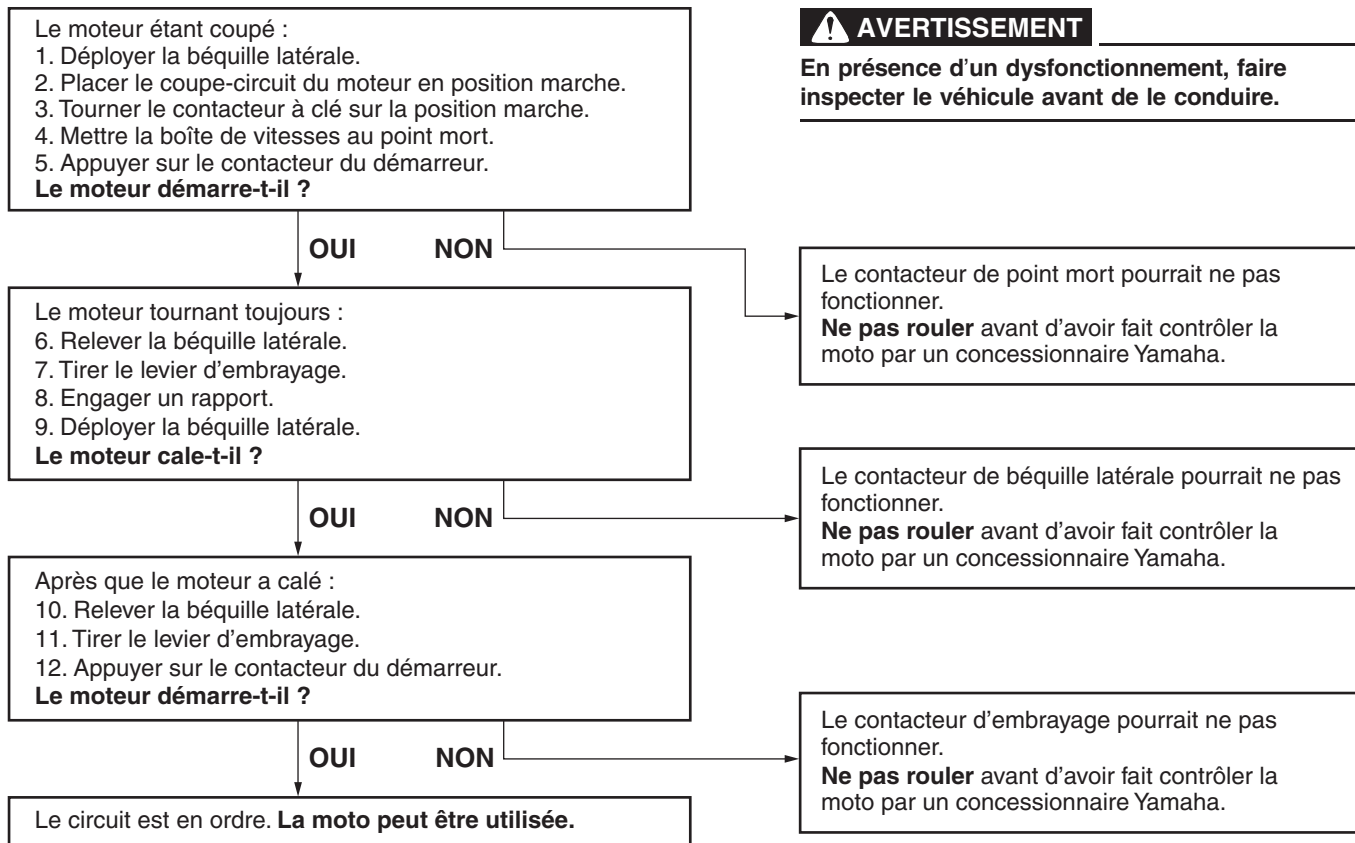 Le moteur étant coupé :
1. Déployer la béquille latérale.
2. Placer le coupe-circuit du moteur en position marche.
3. Tourner le contacteur à clé sur la position marche.
4. Mettre la boîte de vitesses au point mort.
5. Appuyer sur le contacteur du démarreur.
Le moteur démarre-t-il ?
AVERTISSEMENT
En présence d'un dysfonctionnement, faire
inspecter le véhicule avant de le conduire.
OUI NON
Le contacteur de point mort pourrait ne pas
fonctionner.
Ne pas rouler avant d'avoir fait contrôler la
moto par un concessionnaire Yamaha.
Le moteur tournant toujours :
6. Relever la béquille latérale.
7. Tirer le levier d'embrayage.
8. Engager un rapport.
9. Déployer la béquille latérale.
Le moteur cale-t-il ?
OUI NON
Le contacteur de béquille latérale pourrait ne pas
fonctionner.
Ne pas rouler avant d'avoir fait contrôler la
moto par un concessionnaire Yamaha.
Après que le moteur a calé :
10. Relever la béquille latérale.
11. Tirer le levier d'embrayage.
12. Appuyer sur le contacteur du démarreur.
Le moteur démarre-t-il ?
OUI NON
Le contacteur d'embrayage pourrait ne pas
fonctionner.
Ne pas rouler avant d'avoir fait contrôler la
moto par un concessionnaire Yamaha.
Le circuit est en ordre. La moto peut être utilisée.